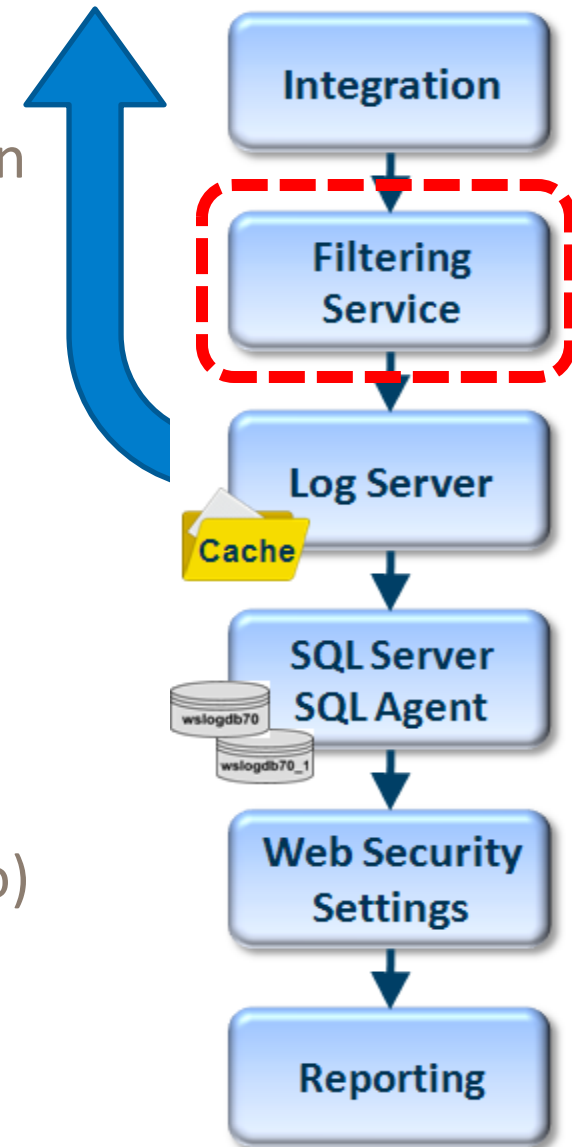 Integration
n
Filtering
Service
Log Server
Cache
SQL Server
SQL Agent
wslogdb70
wslogdb70_1
Web Security
Settings
o)
Reporting